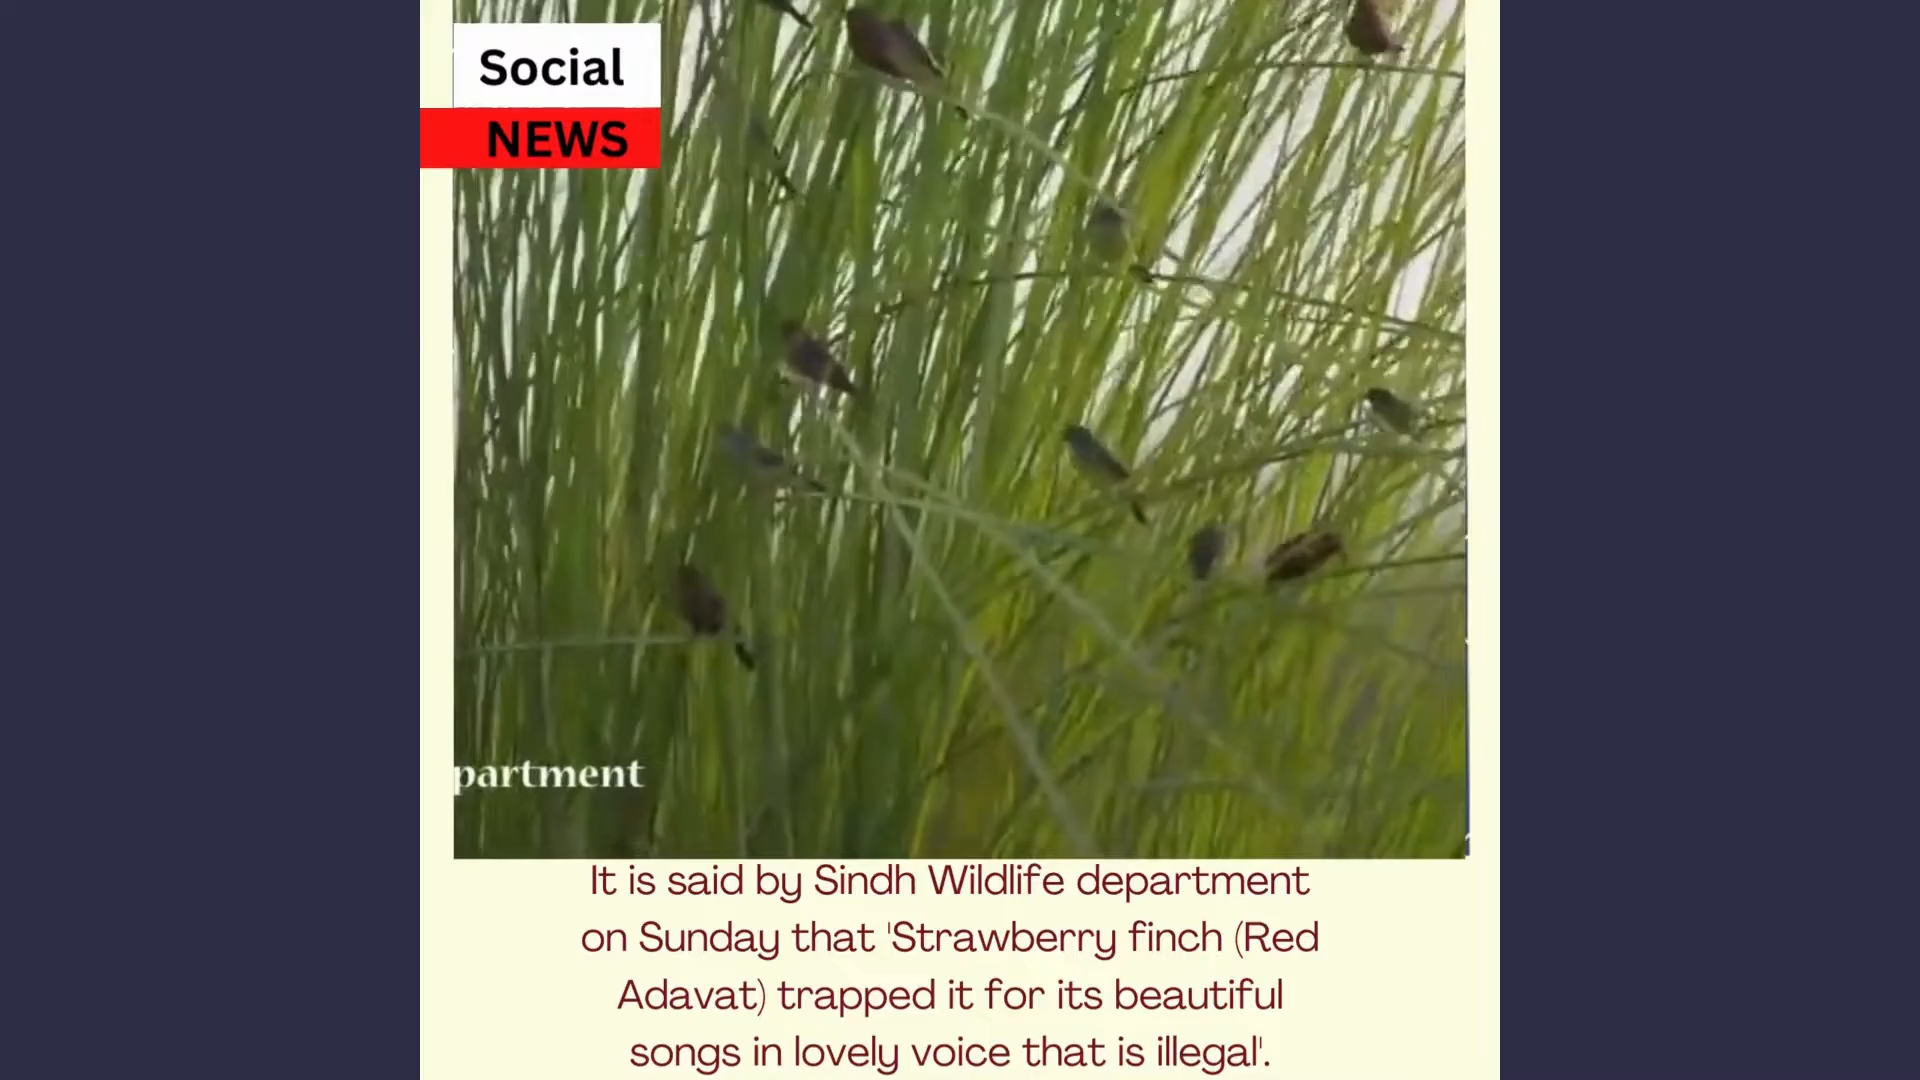 Social
NEWS
partment
It is said by Sindh Wildlife department
on Sunday that 'Strawberry finch (Red
Adavat) trapped it for its beautiful
songs in lovely voice that is illegal'.